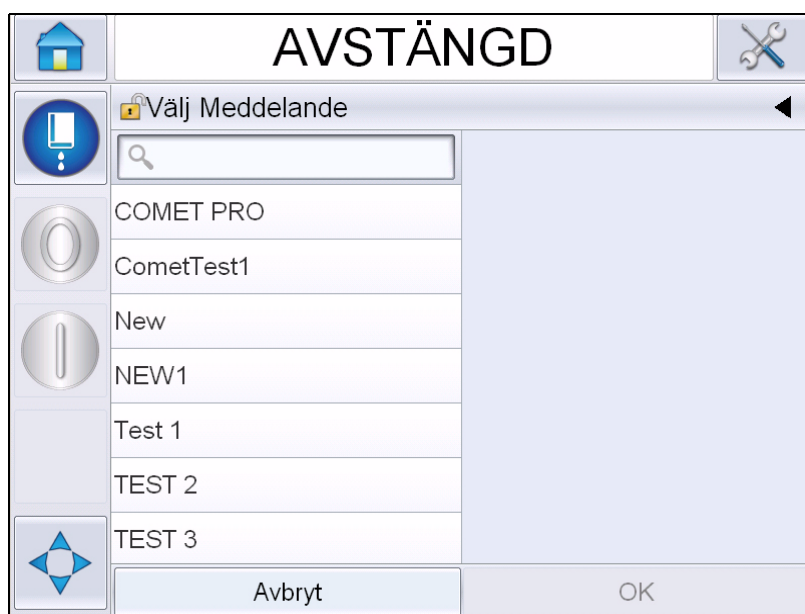 AVSTÄNGD
Välj Meddelande
COMET PRO
CometTest1
New
NEW1
Test 1
TEST 2
TEST 3
Avbryt
OK